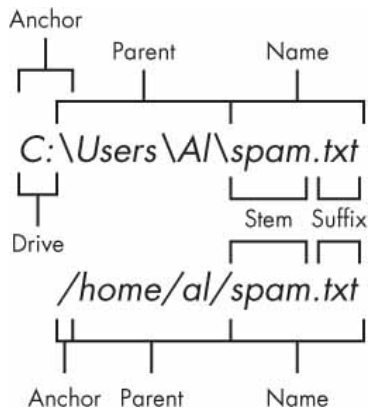 Anchor
Parent Name
C:\Users\Al\spam.txt
Stem Suffix
Drive
/home/al/spam.txt
Anchor Parent Name